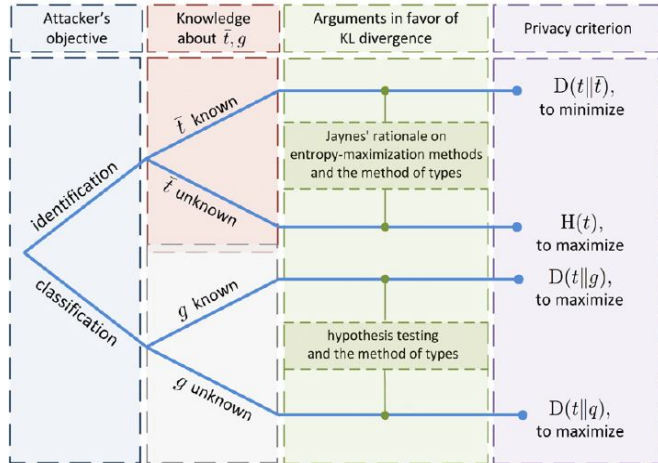 Attacker's
objective
Knowledge
about t̄, g
Arguments in favor of
KL divergence
Privacy criterion
identification
classification
t̄ known
t̄ unknown
g known
g unknown
Jaynes' rationale on
entropy-maximization methods
and the method of types
hypothesis testing
and the method of types
D(t‖t̄),
to minimize
H(t),
to maximize
D(t‖g),
to maximize
D(t‖q),
to maximize